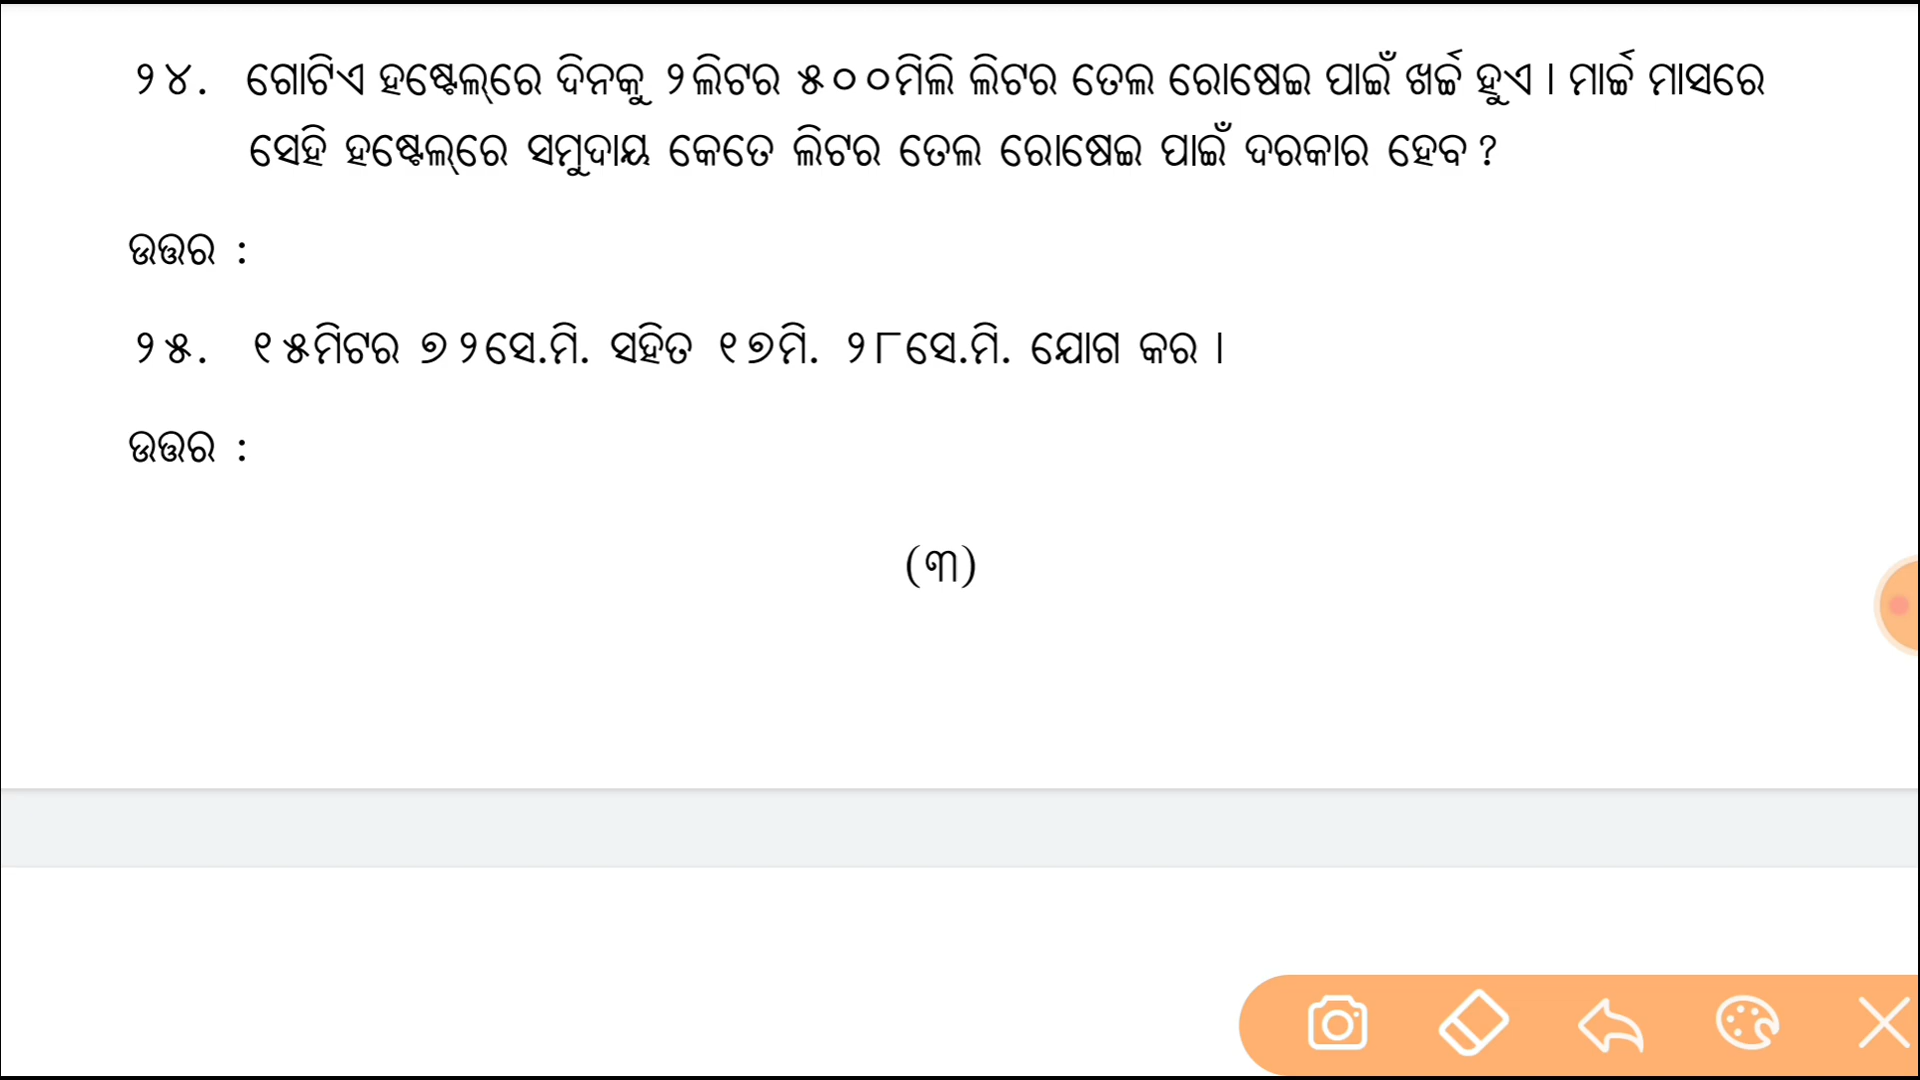 ୨୪. ଗୋଟିଏ ହଷ୍ଟେଲ୍‌ରେ ଦିନକୁ ୨ଲିଟର ୫୦୦ମିଲି ଲିଟର ତେଲ ରୋଷେଇ ପାଇଁ ଖର୍ଚ୍ଚ ହୁଏ । ମାର୍ଚ୍ଚ ମାସରେ
ସେହି ହଷ୍ଟେଲ୍‌ରେ ସମୁଦାୟ କେତେ ଲିଟର ତେଲ ରୋଷେଇ ପାଇଁ ଦରକାର ହେବ ?
ଉତ୍ତର :
୨୫. ୧୫ମିଟର ୭୨ସେ.ମି. ସହିତ ୧୭ମି. ୨୮ସେ.ମି. ଯୋଗ କର ।
ଉତ୍ତର :
(୩)